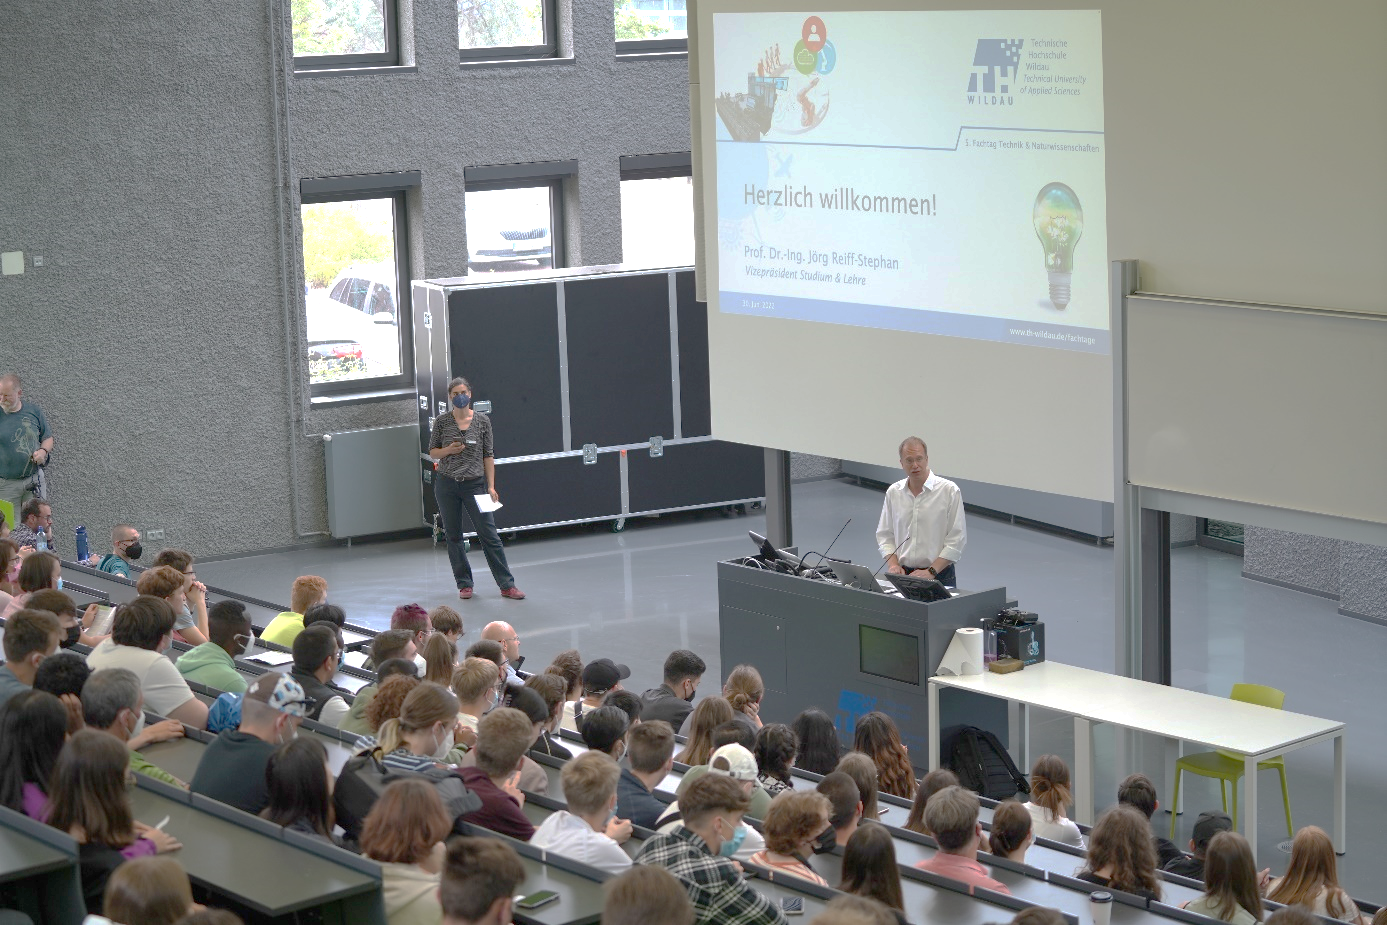 Technische
Hochschule
Wildau
Technical University
of Applied Sciences
TH
WILDAU
5. Fachtag Technik & Naturwissenschaften
Herzlich willkommen!
Prof. Dr.-Ing. Jörg Reiff-Stephan
Vizepräsident Studium & Lehre
2022
www.th-wildau.de/fachtage